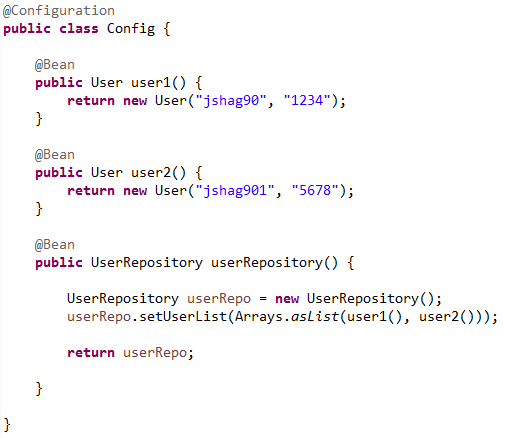 @Configuration
public class Config {
@Bean
public User user1() {
return new User("jshag90", "1234");
}
@Bean
public User user2() {
return new User("jshag901", "5678");
}
@Bean
public UserRepository userRepository() {
UserRepository userRepo = new UserRepository();
userRepo.setUserList(Arrays.asList(user1(), user2()));
return userRepo;
}
}